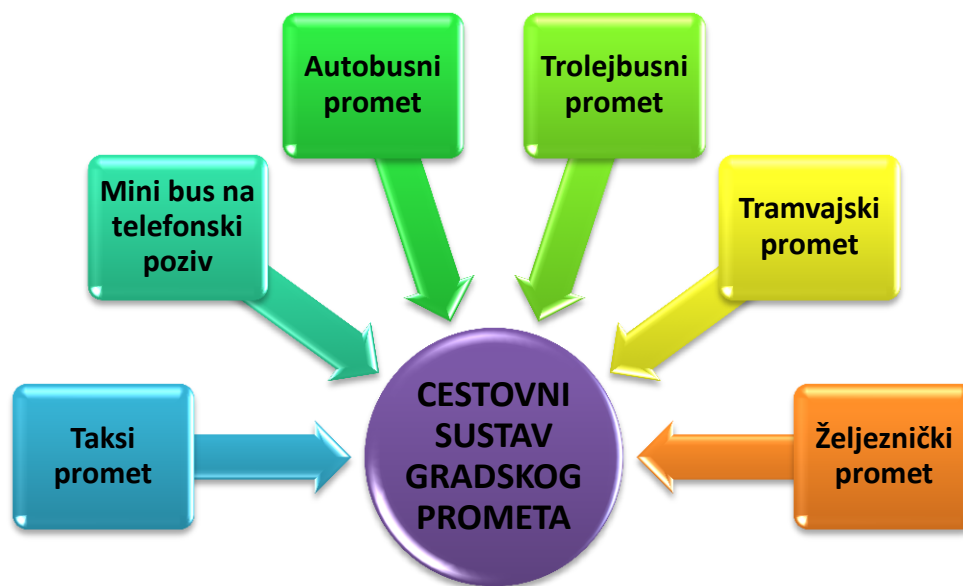 Autobusni
promet
Trolejbusni
promet
Mini bus na
telefonski
poziv
Tramvajski
promet
Taksi
promet
CESTOVNI
SUSTAV
GRADSKOG
PROMETA
Željeznički
promet